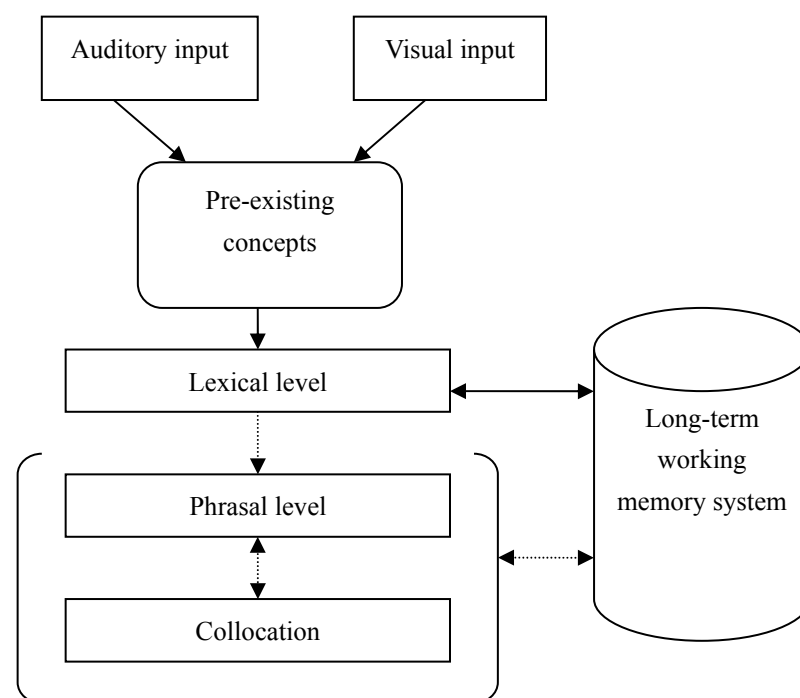 Auditory input
Visual input
Pre-existing
concepts
Lexical level
Long-term
working
memory system
Phrasal level
Collocation